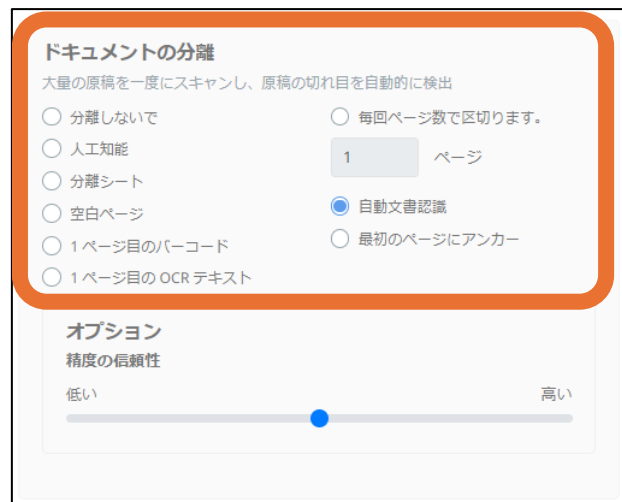 ドキュメントの分離
大量の原稿を一度にスキャンし、原稿の切れ目を自動的に検出
分離しないで
人工知能
分離シート
空白ページ
1 ページ目のバーコード
1 ページ目の OCR テキスト
毎回ページ数で区切ります。
1 ページ
自動文書認識
最初のページにアンカー
オプション
精度の信頼性
低い 高い